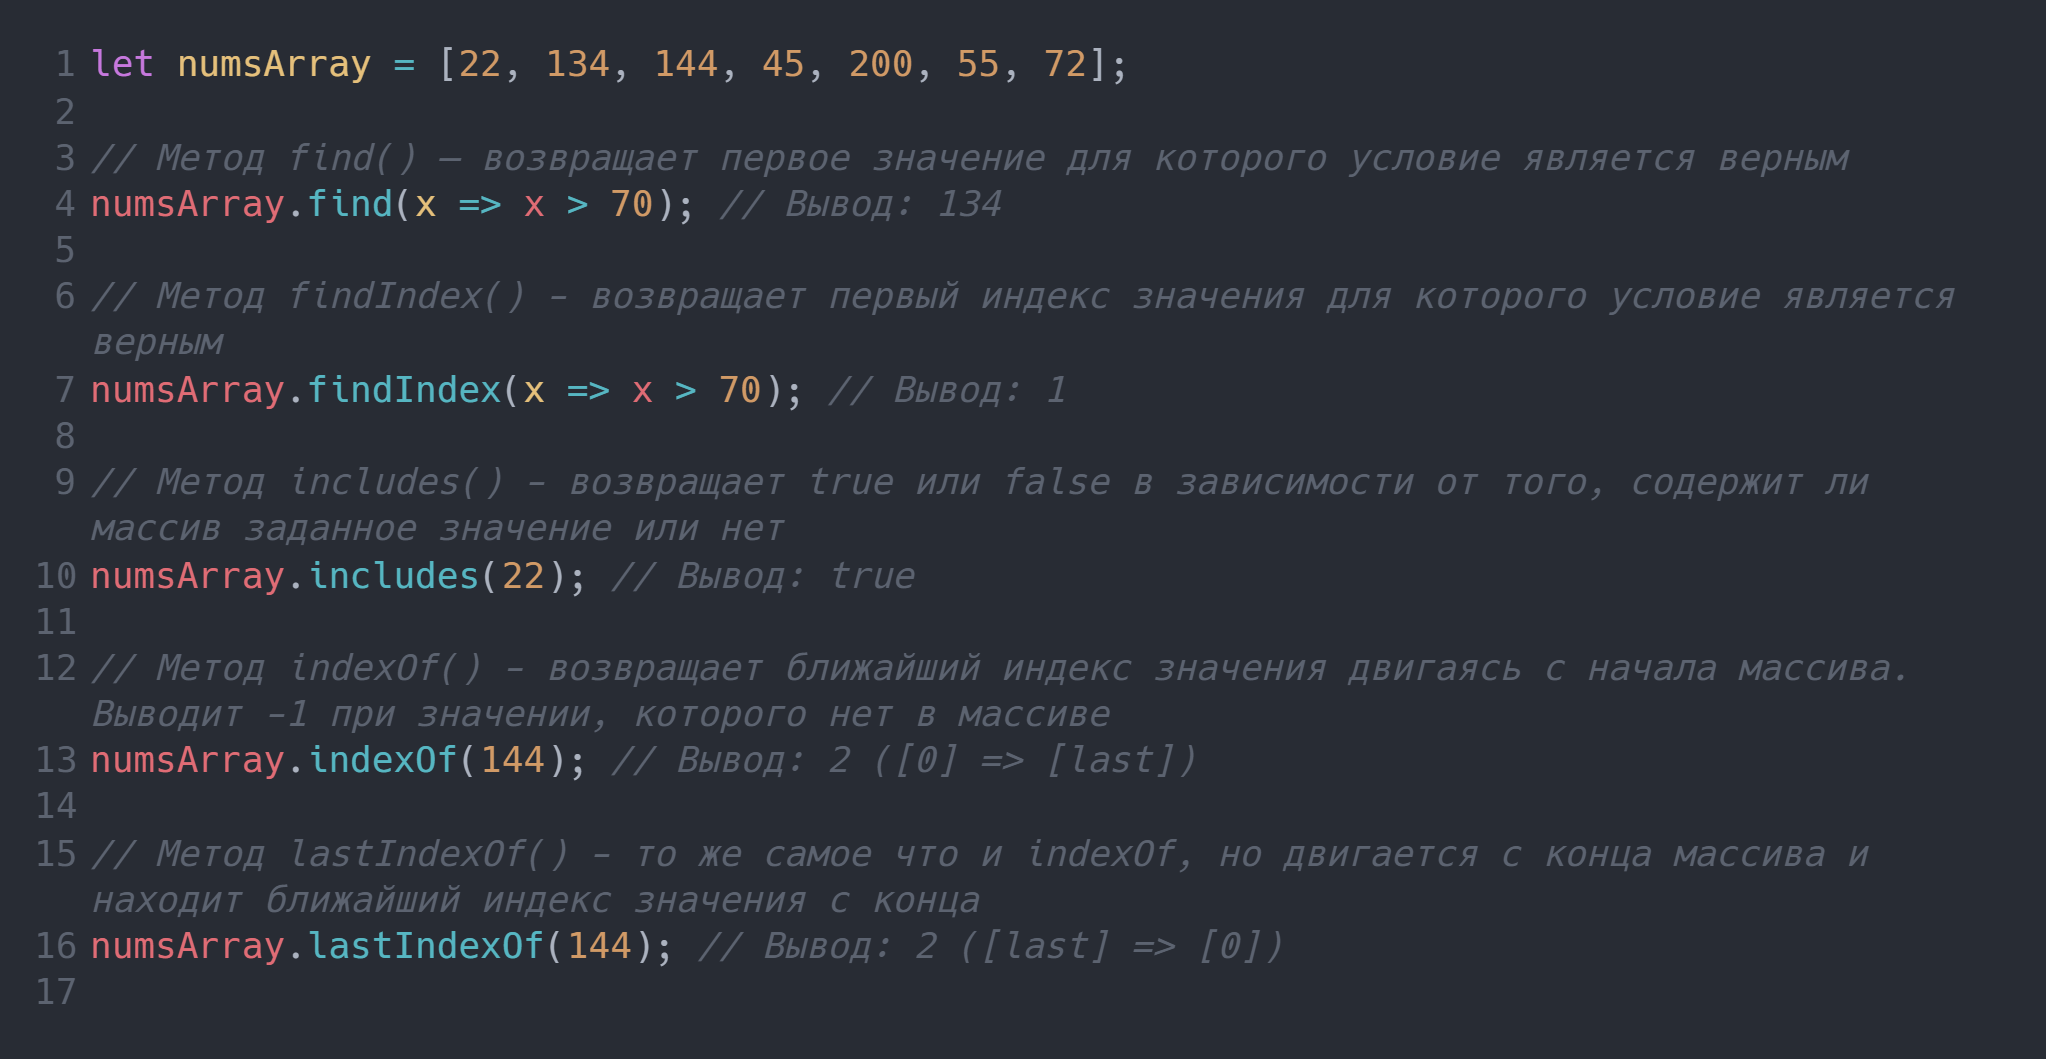 1 let numsArray = [22, 134, 144, 45, 200, 55, 72];
2
3 // Метод find() — возвращает первое значение для которого условие является верным
4 numsArray.find(x => x > 70); // Вывод: 134
5
6 // Метод findIndex() – возвращает первый индекс значения для которого условие является
верным
7 numsArray.findIndex(x => x > 70); // Вывод: 1
8
9 // Метод includes() – возвращает true или false в зависимости от того, содержит ли
массив заданное значение или нет
10 numsArray.includes(22); // Вывод: true
11
12 // Метод indexOf() – возвращает ближайший индекс значения двигаясь с начала массива.
Выводит -1 при значении, которого нет в массиве
13 numsArray.indexOf(144); // Вывод: 2 ([0] => [last])
14
15 // Метод lastIndexOf() – то же самое что и indexOf, но двигается с конца массива и
находит ближайший индекс значения с конца
16 numsArray.lastIndexOf(144); // Вывод: 2 ([last] => [0])
17